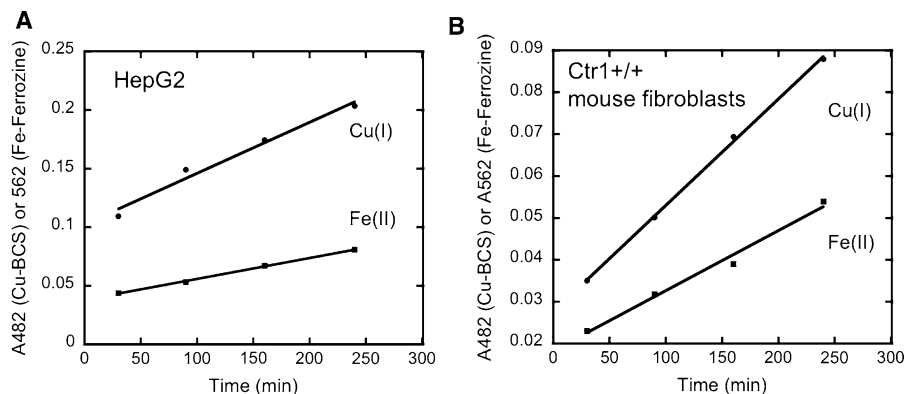 A
A482 (Cu-BCS) or 562 (Fe-Ferrozine)
0.25
0.2
0.15
0.1
0.05
0
HepG2
Cu(I)
Fe(II)
0 50 100 150 200 250 300
Time (min)
B
A482 (Cu-BCS) or A562 (Fe-Ferrozine)
0.09
0.08
0.07
0.06
0.05
0.04
0.03
0.02
Ctr1+/+
mouse fibroblasts
Cu(I)
Fe(II)
0 50 100 150 200 250 300
Time (min)